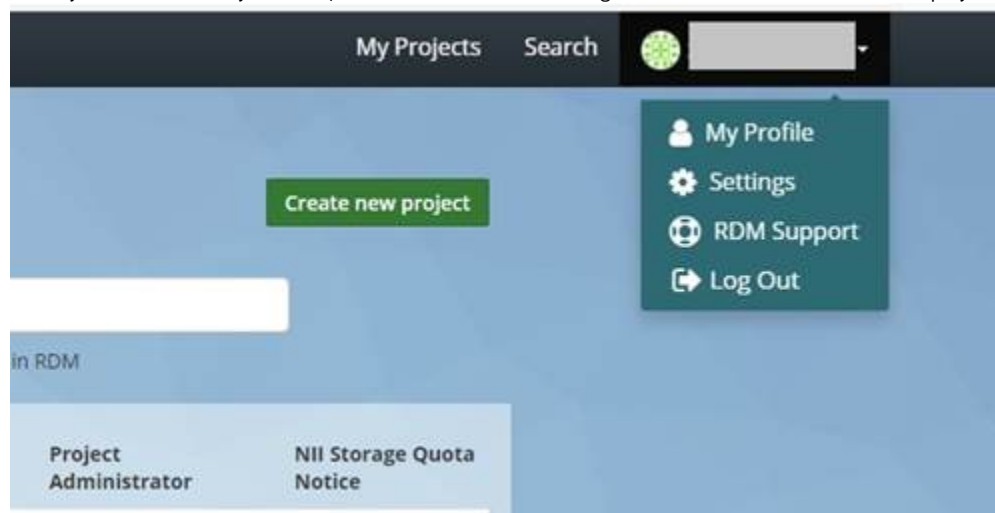 My Projects Search
My Profile
Settings
Create new project
RDM Support
Log Out
in RDM
Project Administrator
NII Storage Quota Notice